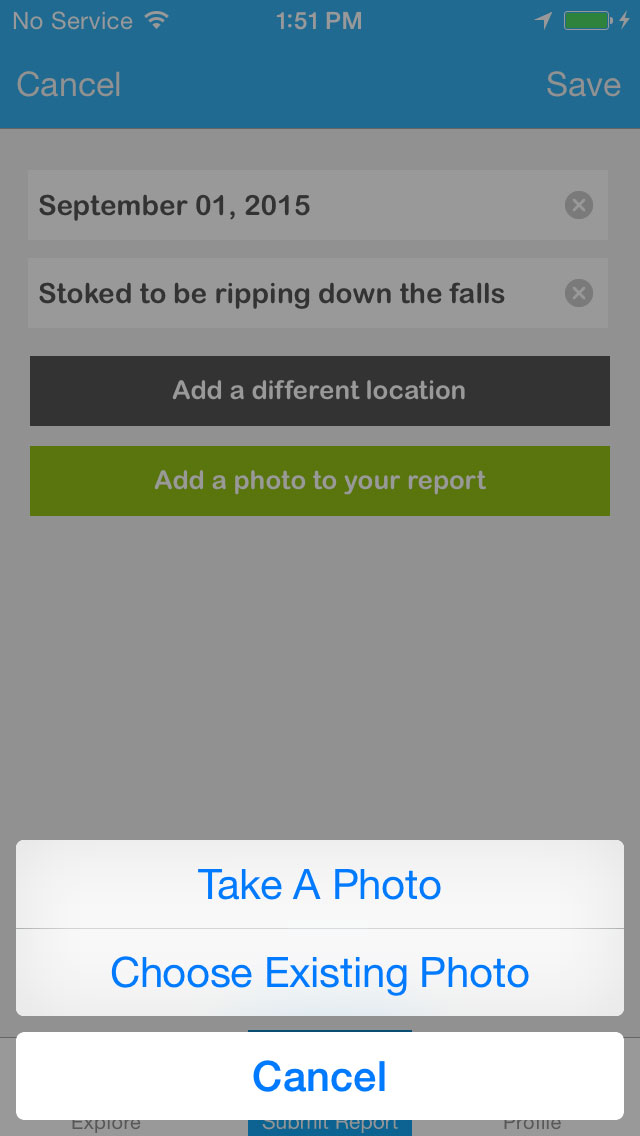 No Service 1:51 PM
Cancel Save
September 01, 2015
Stoked to be ripping down the falls
Add a different location
Add a photo to your report
Take A Photo
Choose Existing Photo
Cancel
Explore Submit Report Profile